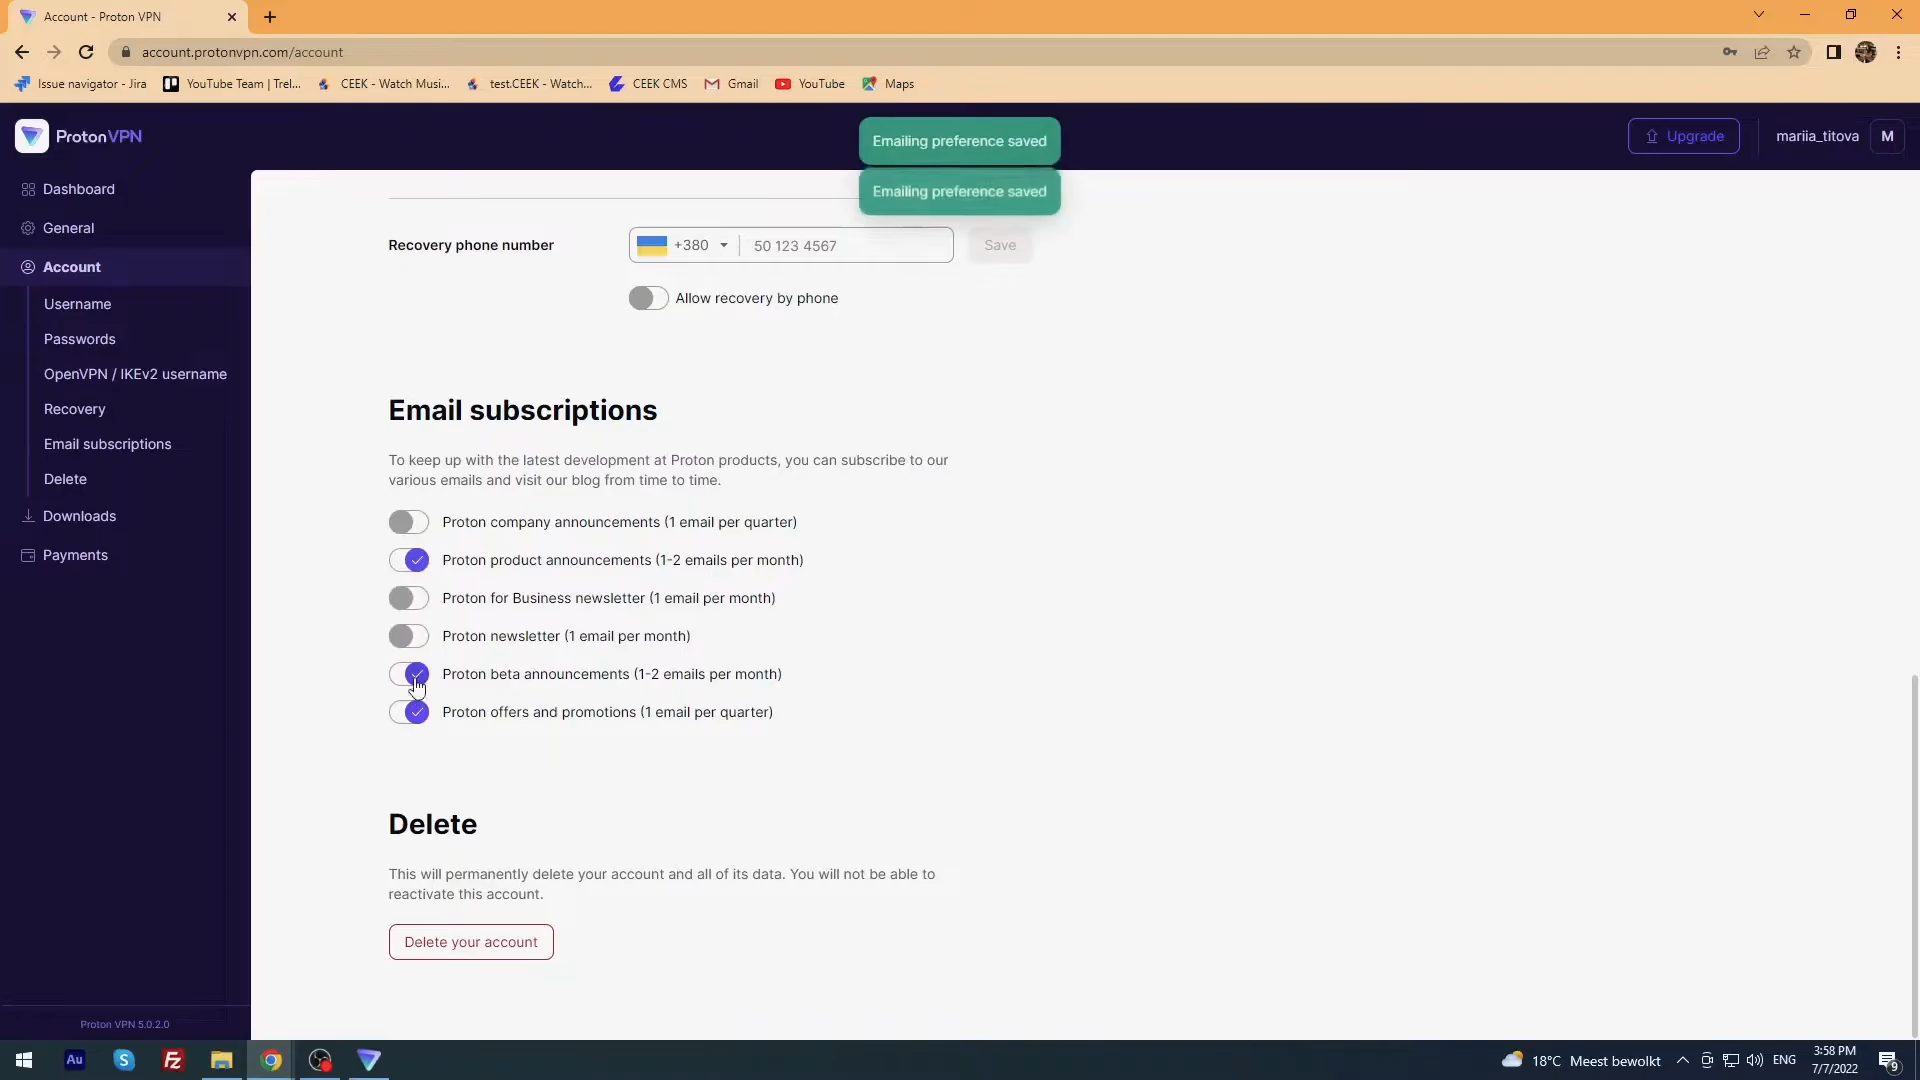 Account - Proton VPN
account.protonvpn.com/account
Issue navigator - Jira
YouTube Team | Trel...
CEEK - Watch Musi...
test.CEEK - Watch...
CEEK CMS
Gmail
YouTube
Maps
ProtonVPN
Emailing preference saved
Emailing preference saved
Upgrade
mariia_titova
M
Dashboard
General
Account
Username
Passwords
OpenVPN / IKEv2 username
Recovery
Email subscriptions
Delete
Downloads
Payments
Proton VPN 5.0.2.0
Recovery phone number
+380
50 123 4567
Save
Allow recovery by phone
Email subscriptions
To keep up with the latest development at Proton products, you can subscribe to our
various emails and visit our blog from time to time.
Proton company announcements (1 email per quarter)
Proton product announcements (1-2 emails per month)
Proton for Business newsletter (1 email per month)
Proton newsletter (1 email per month)
Proton beta announcements (1-2 emails per month)
Proton offers and promotions (1 email per quarter)
Delete
This will permanently delete your account and all of its data. You will not be able to
reactivate this account.
Delete your account
Au
S
Fz
18°C Meest bewolkt
ENG
3:58 PM
7/7/2022
9